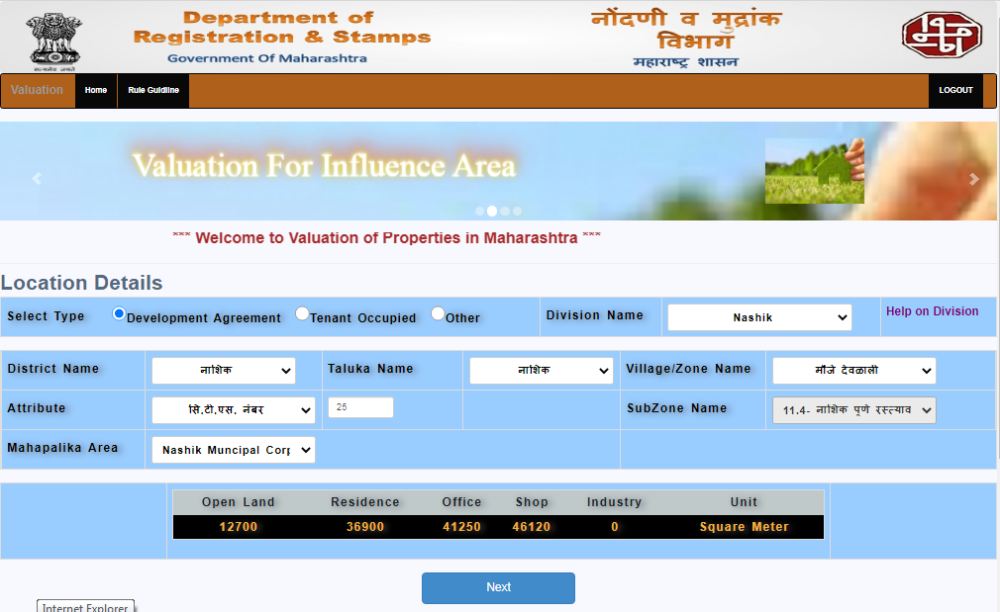 Department of
Registration & Stamps
Government Of Maharashtra
नोंदणी व मुद्रांक
विभाग
महाराष्ट्र शासन
सत्यमेव जयते
Valuation Home Rule Guidline LOGOUT
Valuation For Influence Area
*** Welcome to Valuation of Properties in Maharashtra ***
Location Details
Select Type Development Agreement Tenant Occupied Other Division Name Nashik Help on Division
District Name नाशिक Taluka Name नाशिक Village/Zone Name मौजे देवळाली
Attribute सि.टी.एस. नंबर 25 SubZone Name 11.4- नाशिक पुणे रस्त्याव
Mahapalika Area Nashik Muncipal Corp
Open Land Residence Office Shop Industry Unit
12700 36900 41250 46120 0 Square Meter
Next
Internet Explorer